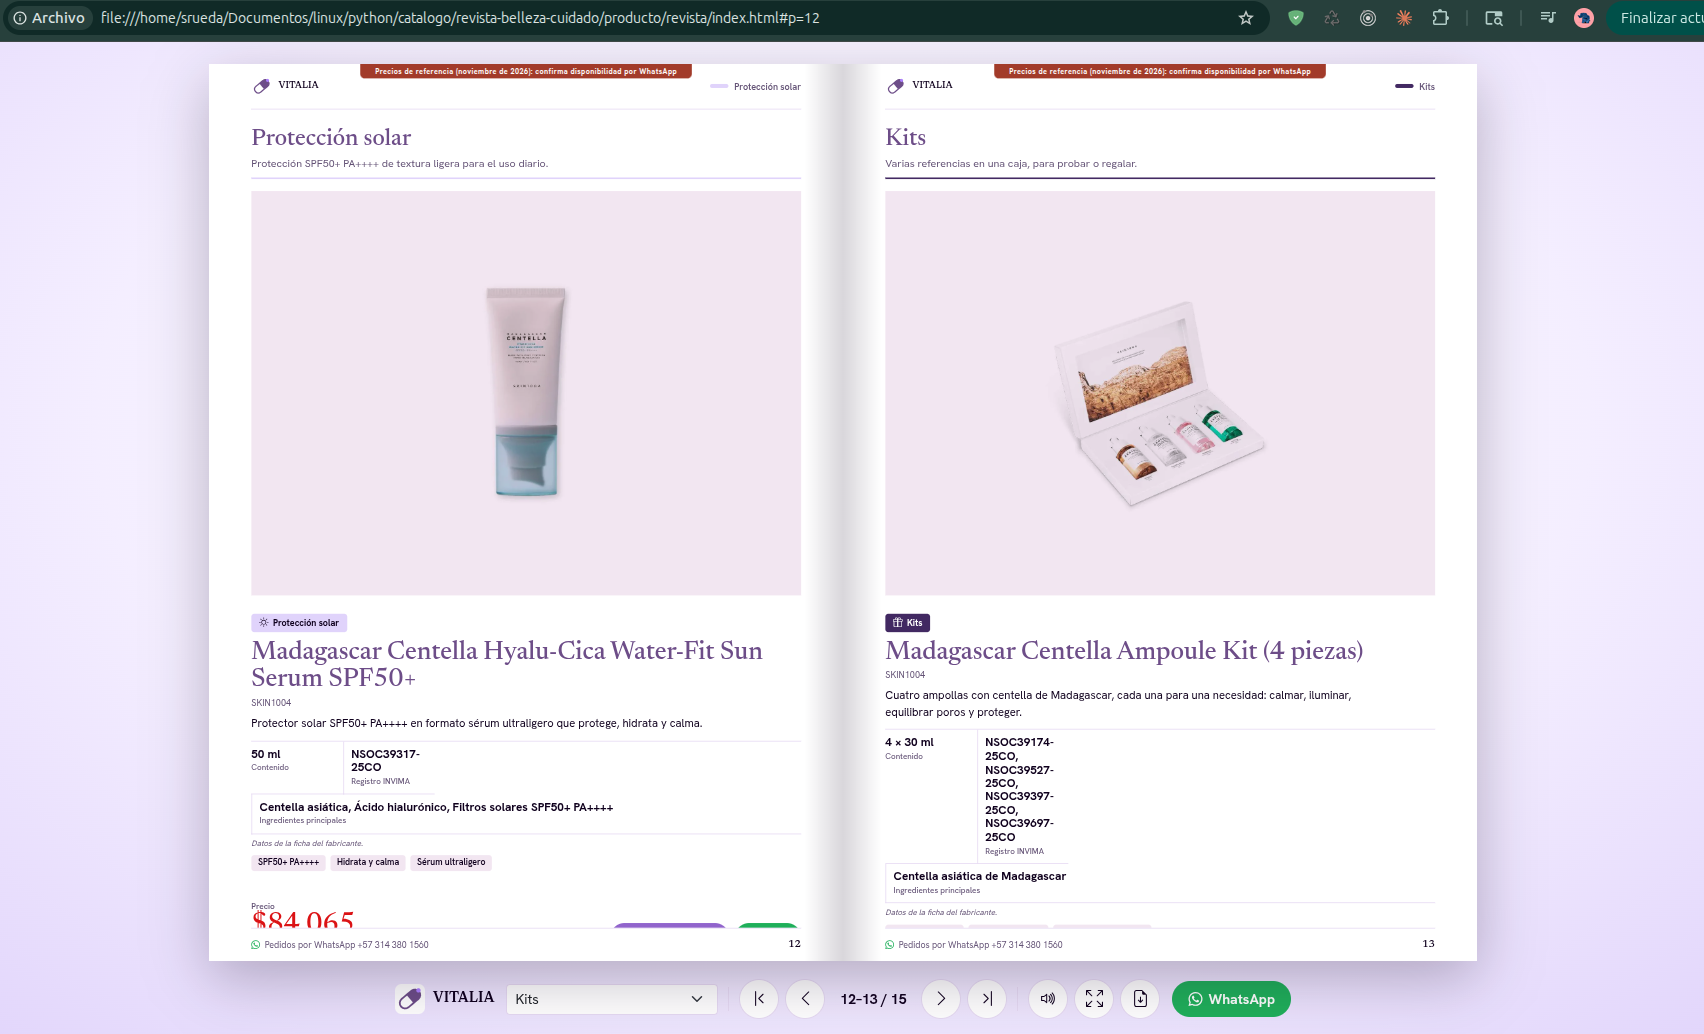 Archivo
file:///home/srueda/Documentos/linux/python/catalogo/revista-belleza-cuidado/producto/revista/index.html#p=12
Finalizar actu
Precios de referencia (noviembre de 2026): confirma disponibilidad por WhatsApp
VITALIA
Protección solar
Protección solar
Protección SPF50+ PA++++ de textura ligera para el uso diario.
CENTELLA
SKIN1004
Protección solar
Madagascar Centella Hyalu-Cica Water-Fit Sun
Serum SPF50+
SKIN1004
Protector solar SPF50+ PA++++ en formato sérum ultraligero que protege, hidrata y calma.
50 ml
Contenido
NSOC39317-
25CO
Registro INVIMA
Centella asiática, Ácido hialurónico, Filtros solares SPF50+ PA++++
Ingredientes principales
Datos de la ficha del fabricante.
SPF50+ PA++++ Hidrata y calma Sérum ultraligero
Precio
$84.065
Pedidos por WhatsApp +57 314 380 1560
12
Precios de referencia (noviembre de 2026): confirma disponibilidad por WhatsApp
VITALIA
Kits
Kits
Varias referencias en una caja, para probar o regalar.
Kits
Madagascar Centella Ampoule Kit (4 piezas)
SKIN1004
Cuatro ampollas con centella de Madagascar, cada una para una necesidad: calmar, iluminar,
equilibrar poros y proteger.
4 × 30 ml
Contenido
NSOC39174-
25CO,
NSOC39527-
25CO,
NSOC39397-
25CO,
NSOC39697-
25CO
Registro INVIMA
Centella asiática de Madagascar
Ingredientes principales
Datos de la ficha del fabricante.
Pedidos por WhatsApp +57 314 380 1560
13
VITALIA
Kits
12–13 / 15
WhatsApp